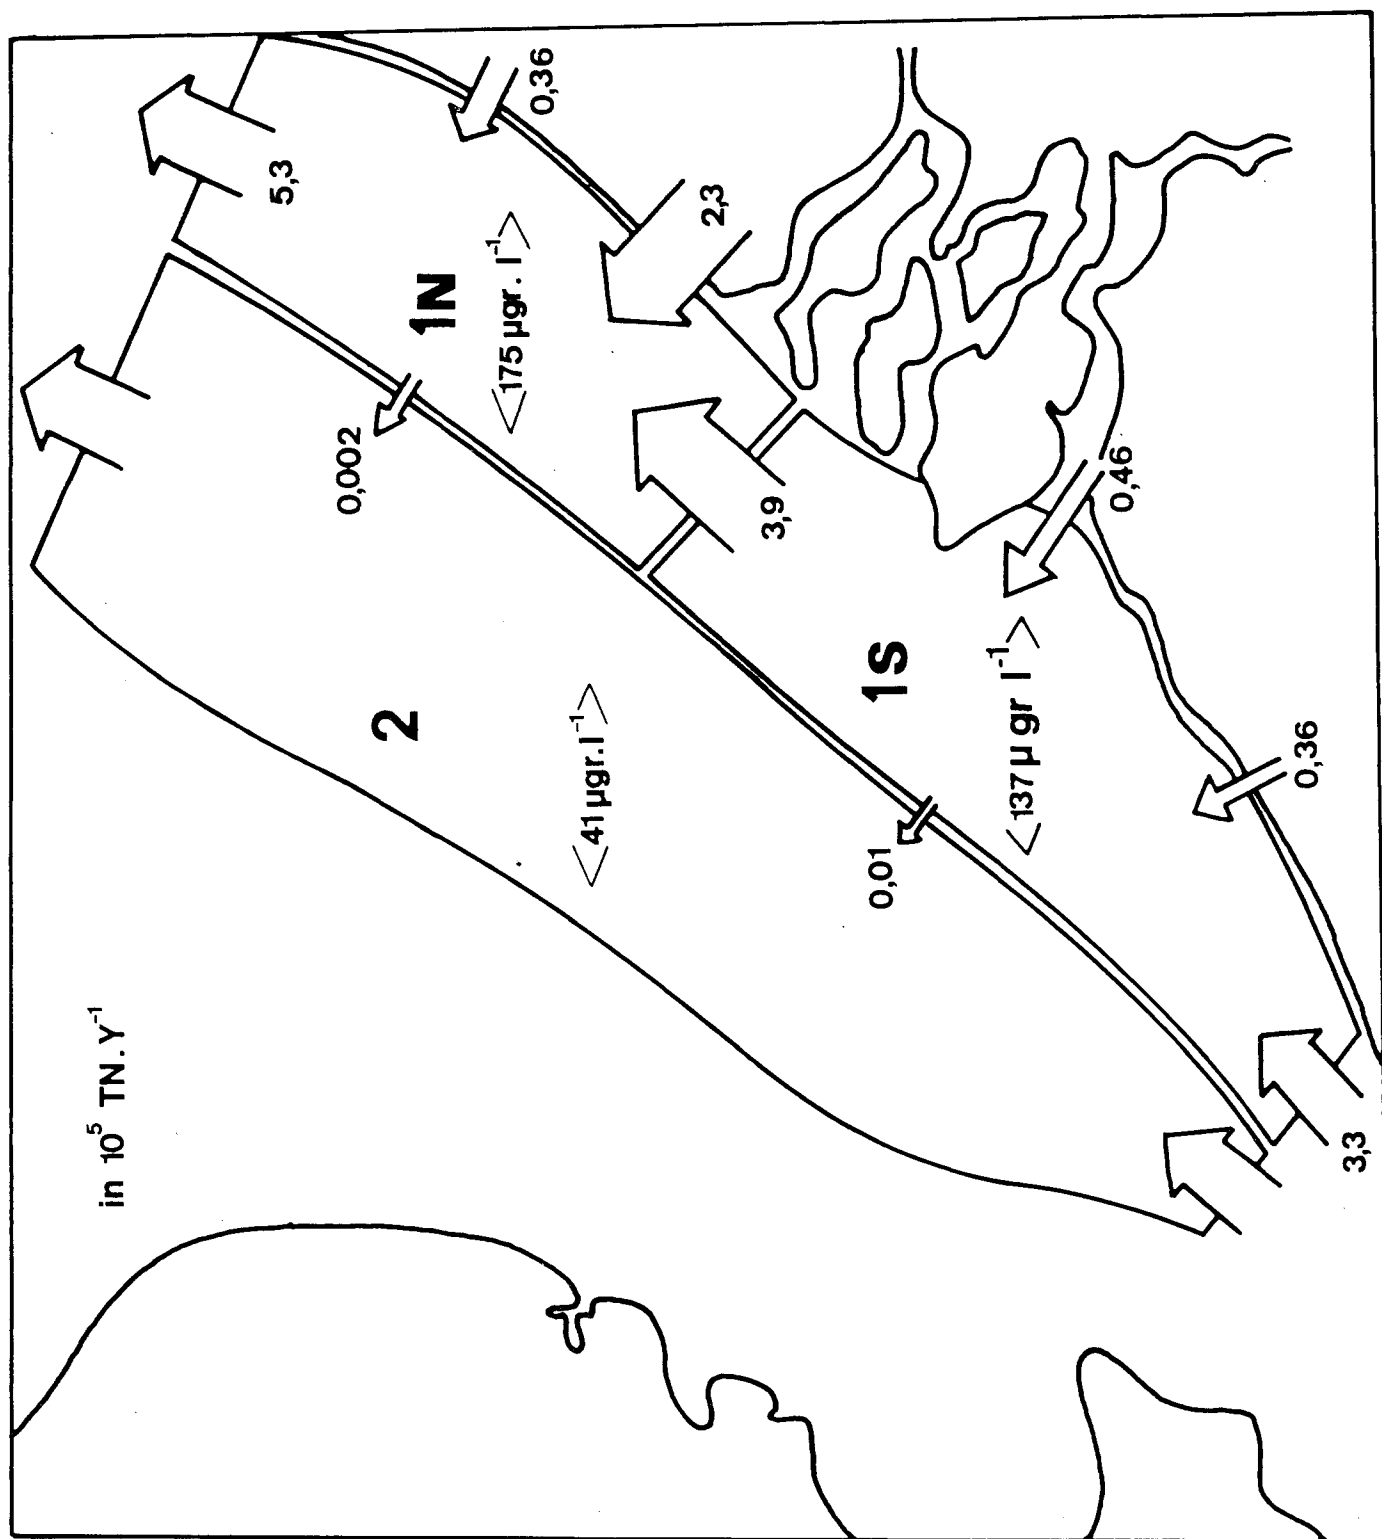 in 10⁵ TN.Y⁻¹
5,3
0,36
2,3
1N
<175 µgr. l⁻¹>
0,002
3,9
2
<41 µgr. l⁻¹>
1S
<137 µ gr l⁻¹>
0,46
0,01
0,36
3,3